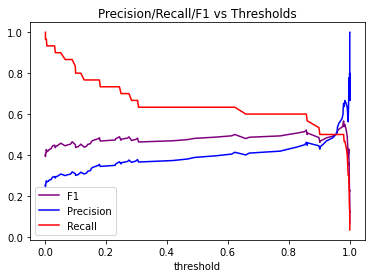 Precision/Recall/F1 vs Thresholds
1.0
0.8
0.6
0.4
0.2
0.0
F1
Precision
Recall
0.0 0.2 0.4 0.6 0.8 1.0
threshold